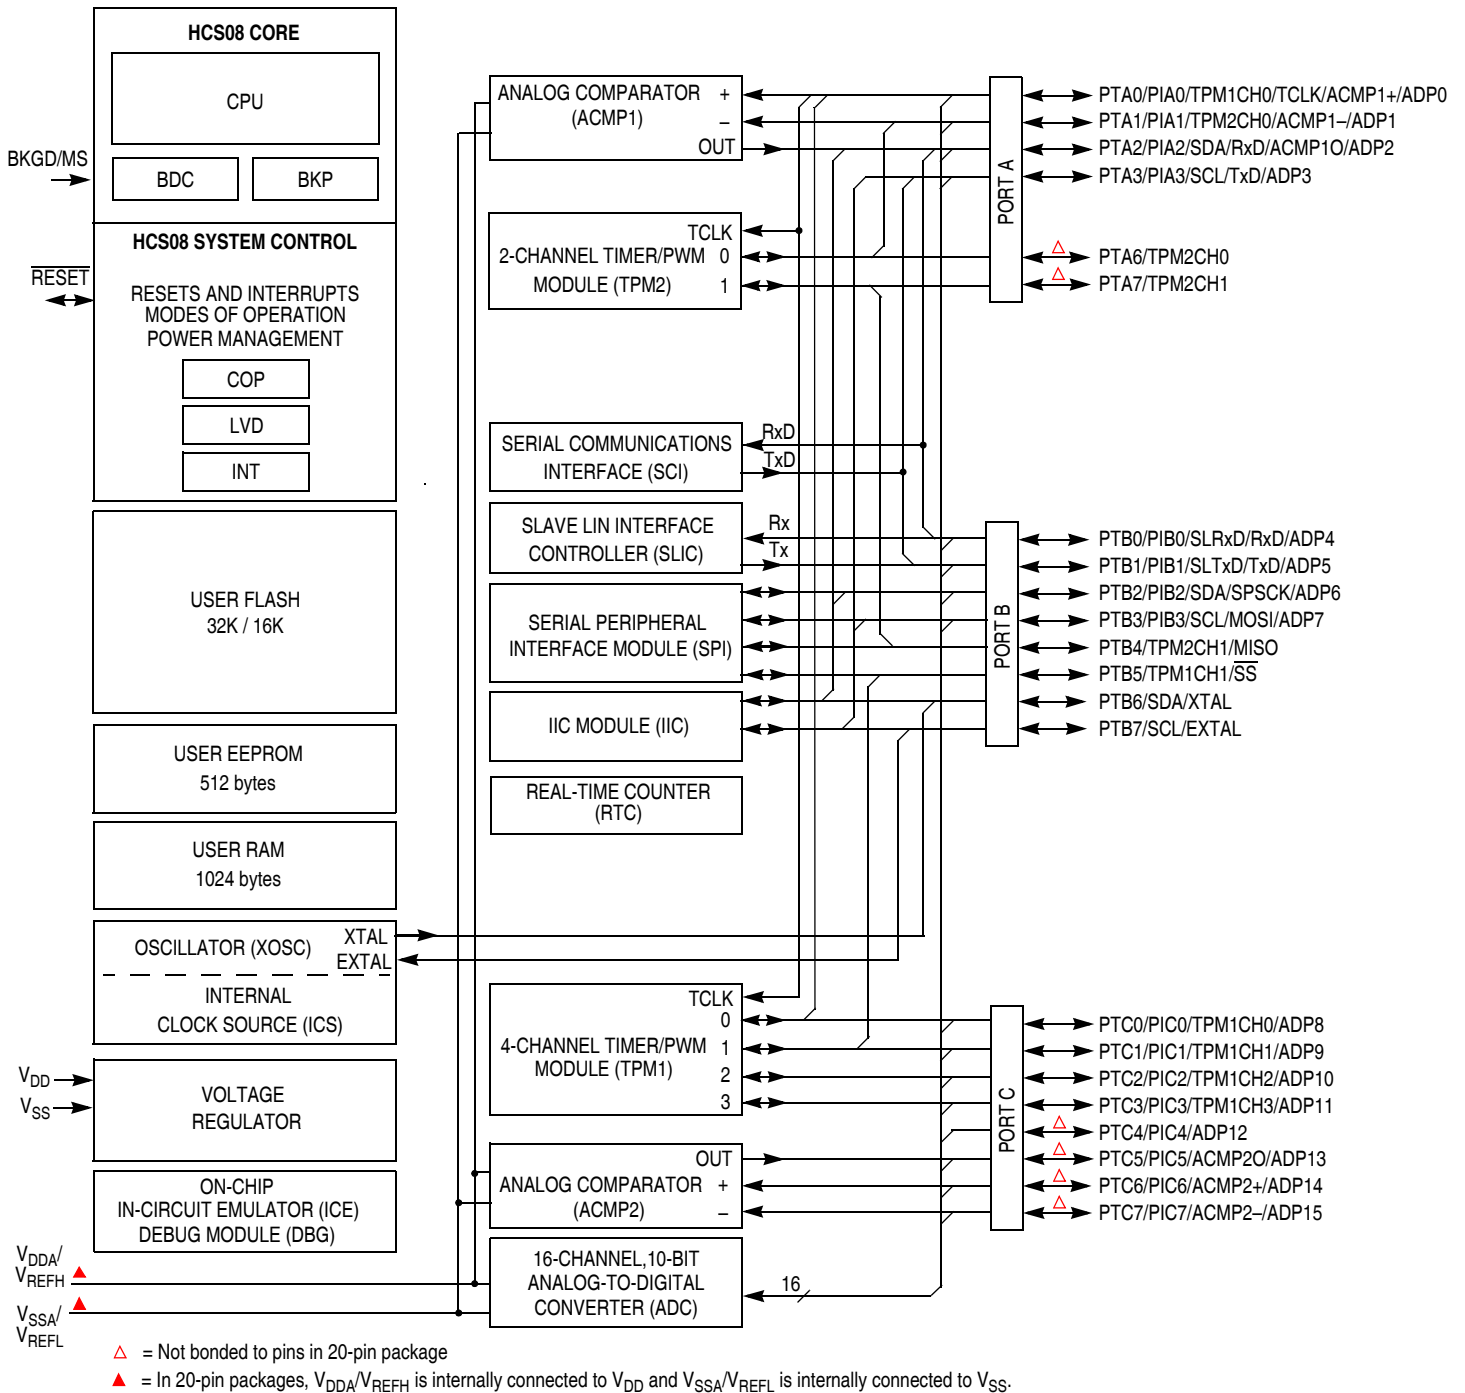 HCS08 CORE
CPU
BDC
BKP
BKGD/MS
HCS08 SYSTEM CONTROL
RESET
RESETS AND INTERRUPTS
MODES OF OPERATION
POWER MANAGEMENT
COP
LVD
INT
USER FLASH
32K / 16K
USER EEPROM
512 bytes
USER RAM
1024 bytes
OSCILLATOR (XOSC)
XTAL
EXTAL
INTERNAL
CLOCK SOURCE (ICS)
VDD
VSS
VOLTAGE
REGULATOR
ON-CHIP
IN-CIRCUIT EMULATOR (ICE)
DEBUG MODULE (DBG)
VDDA/
VREFH ▲
VSSA/ ▲
VREFL
ANALOG COMPARATOR +
(ACMP1) –
OUT
TCLK
2-CHANNEL TIMER/PWM 0
MODULE (TPM2) 1
SERIAL COMMUNICATIONS
INTERFACE (SCI)
RxD
TxD
SLAVE LIN INTERFACE
CONTROLLER (SLIC)
Rx
Tx
SERIAL PERIPHERAL
INTERFACE MODULE (SPI)
IIC MODULE (IIC)
REAL-TIME COUNTER
(RTC)
TCLK
0
4-CHANNEL TIMER/PWM 1
MODULE (TPM1) 2
3
OUT
ANALOG COMPARATOR +
(ACMP2) –
16-CHANNEL,10-BIT
ANALOG-TO-DIGITAL
CONVERTER (ADC)
16
PORT A
PTA0/PIA0/TPM1CH0/TCLK/ACMP1+/ADP0
PTA1/PIA1/TPM2CH0/ACMP1–/ADP1
PTA2/PIA2/SDA/RxD/ACMP1O/ADP2
PTA3/PIA3/SCL/TxD/ADP3
△ PTA6/TPM2CH0
△ PTA7/TPM2CH1
PORT B
PTB0/PIB0/SLRxD/RxD/ADP4
PTB1/PIB1/SLTxD/TxD/ADP5
PTB2/PIB2/SDA/SPSCK/ADP6
PTB3/PIB3/SCL/MOSI/ADP7
PTB4/TPM2CH1/MISO
PTB5/TPM1CH1/SS
PTB6/SDA/XTAL
PTB7/SCL/EXTAL
PORT C
PTC0/PIC0/TPM1CH0/ADP8
PTC1/PIC1/TPM1CH1/ADP9
PTC2/PIC2/TPM1CH2/ADP10
PTC3/PIC3/TPM1CH3/ADP11
△ PTC4/PIC4/ADP12
△ PTC5/PIC5/ACMP2O/ADP13
△ PTC6/PIC6/ACMP2+/ADP14
△ PTC7/PIC7/ACMP2–/ADP15
△ = Not bonded to pins in 20-pin package
▲ = In 20-pin packages, VDDA/VREFH is internally connected to VDD and VSSA/VREFL is internally connected to VSS.